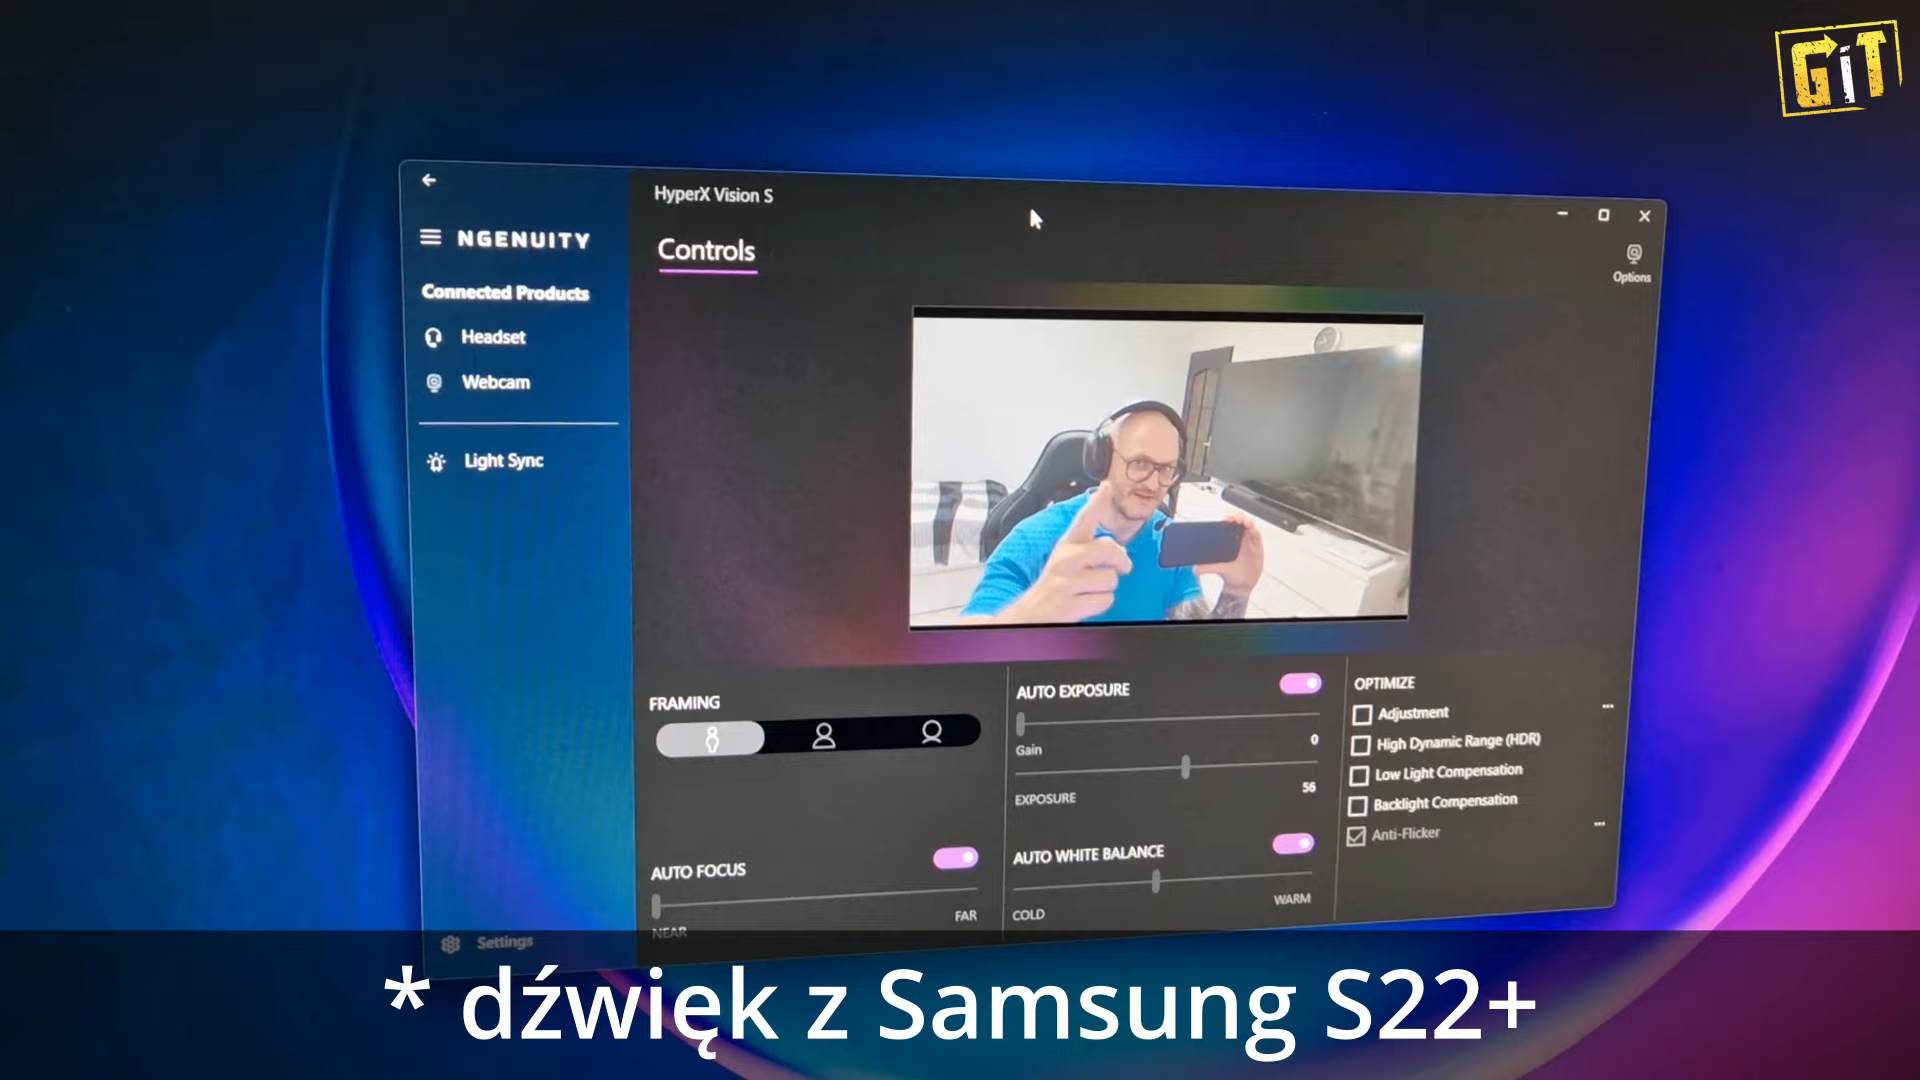 GiT
HyperX Vision S
NGENUITY
Controls
Options
Connected Products
Headset
Webcam
Light Sync
Settings
FRAMING
AUTO FOCUS
NEAR
FAR
AUTO EXPOSURE
Gain
0
EXPOSURE
56
AUTO WHITE BALANCE
COLD
WARM
OPTIMIZE
Adjustment
High Dynamic Range (HDR)
Low Light Compensation
Backlight Compensation
Anti-Flicker
* dźwięk z Samsung S22+